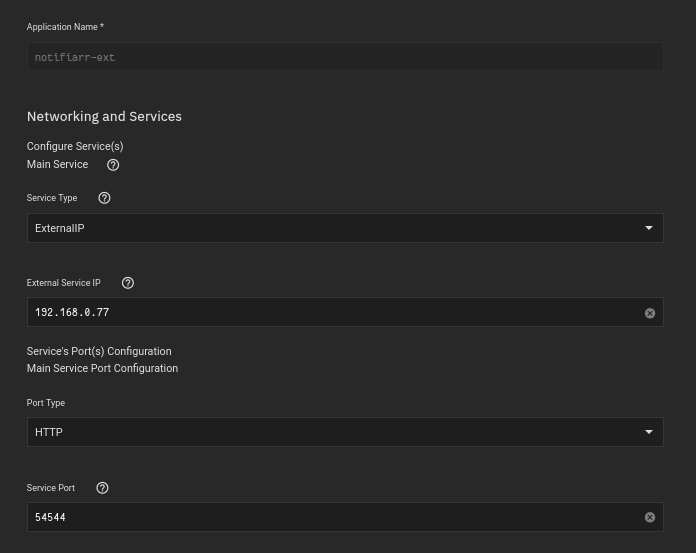 Application Name *
notifiarr-ext
Networking and Services
Configure Service(s)
Main Service
Service Type
ExternalIP
External Service IP
192.168.0.77
Service's Port(s) Configuration
Main Service Port Configuration
Port Type
HTTP
Service Port
54544